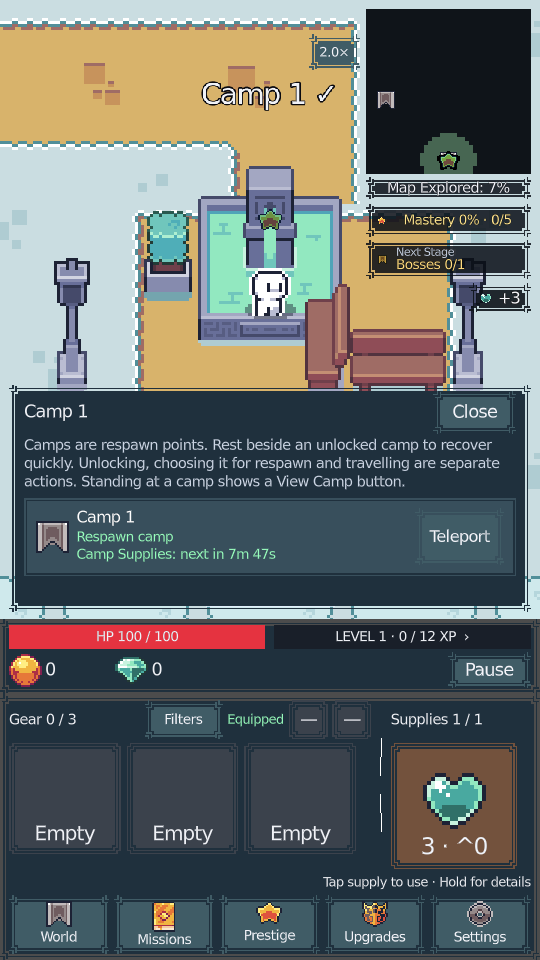 2.0×
Camp 1 ✓
Map Explored: 7%
Mastery 0% · 0/5
Next Stage
Bosses 0/1
+3
Camp 1
Close
Camps are respawn points. Rest beside an unlocked camp to recover
quickly. Unlocking, choosing it for respawn and travelling are separate
actions. Standing at a camp shows a View Camp button.
Camp 1
Respawn camp
Camp Supplies: next in 7m 47s
Teleport
HP 100 / 100
LEVEL 1 · 0 / 12 XP ›
0
0
Pause
Gear 0 / 3
Filters
Equipped
—
—
Supplies 1 / 1
Empty
Empty
Empty
3 · ^0
Tap supply to use · Hold for details
World
Missions
Prestige
Upgrades
Settings